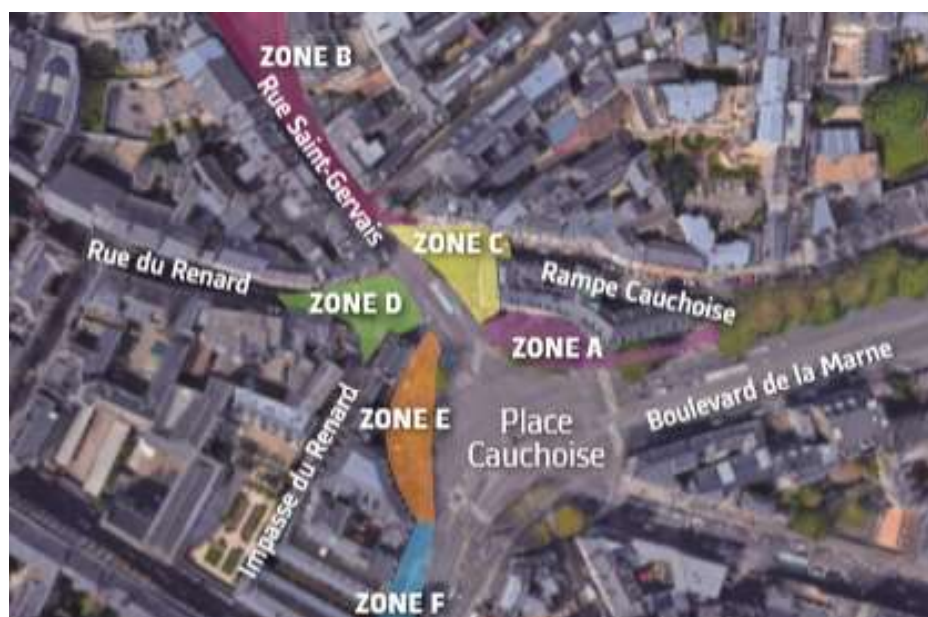 ZONE B
Rue Saint-Gervais
ZONE C
Rue du Renard
Rampe Cauchoise
ZONE D
ZONE A
Boulevard de la Marne
Impasse du Renard
ZONE E
Place
Cauchoise
ZONE F